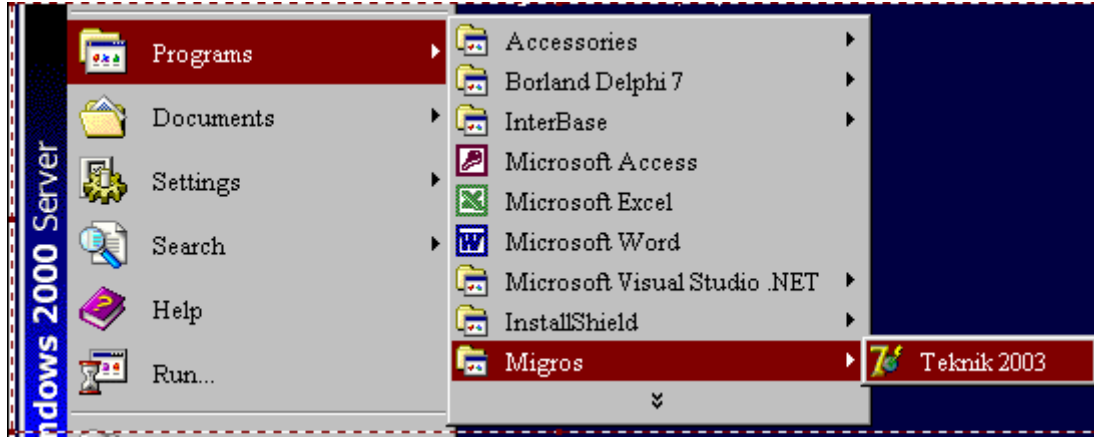 ndows 2000 Server
Programs
Documents
Settings
Search
Help
Run...
Accessories
Borland Delphi 7
InterBase
Microsoft Access
Microsoft Excel
Microsoft Word
Microsoft Visual Studio .NET
InstallShield
Migros
Teknik 2003